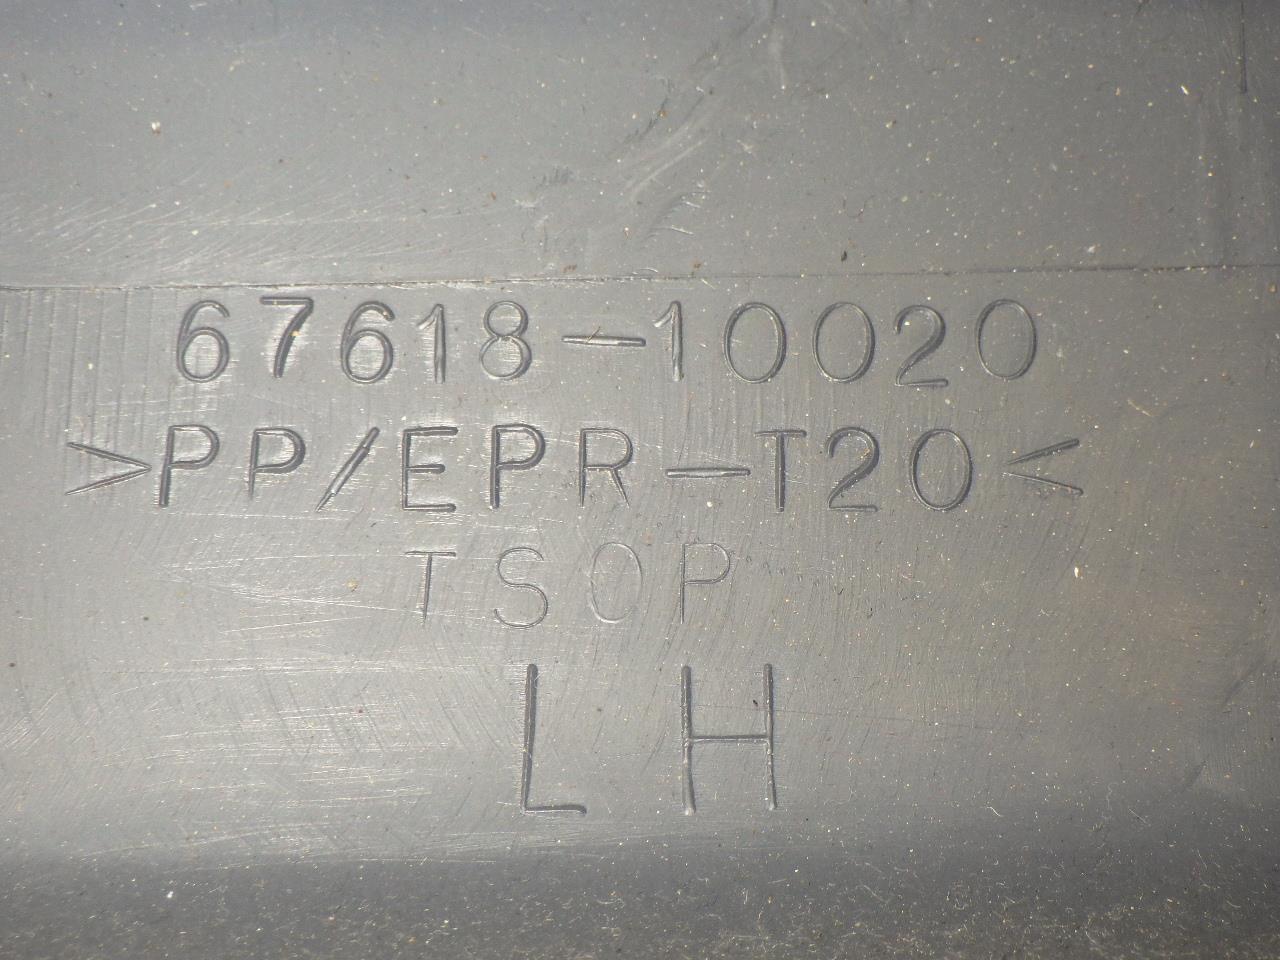 67618-10020
>PP/EPR-T20<
TSOP
LH